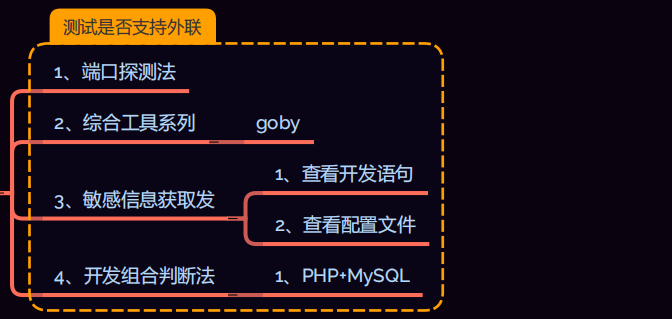 测试是否支持外联
1、端口探测法
2、综合工具系列
goby
3、敏感信息获取发
1、查看开发语句
2、查看配置文件
4、开发组合判断法
1、PHP+MySQL